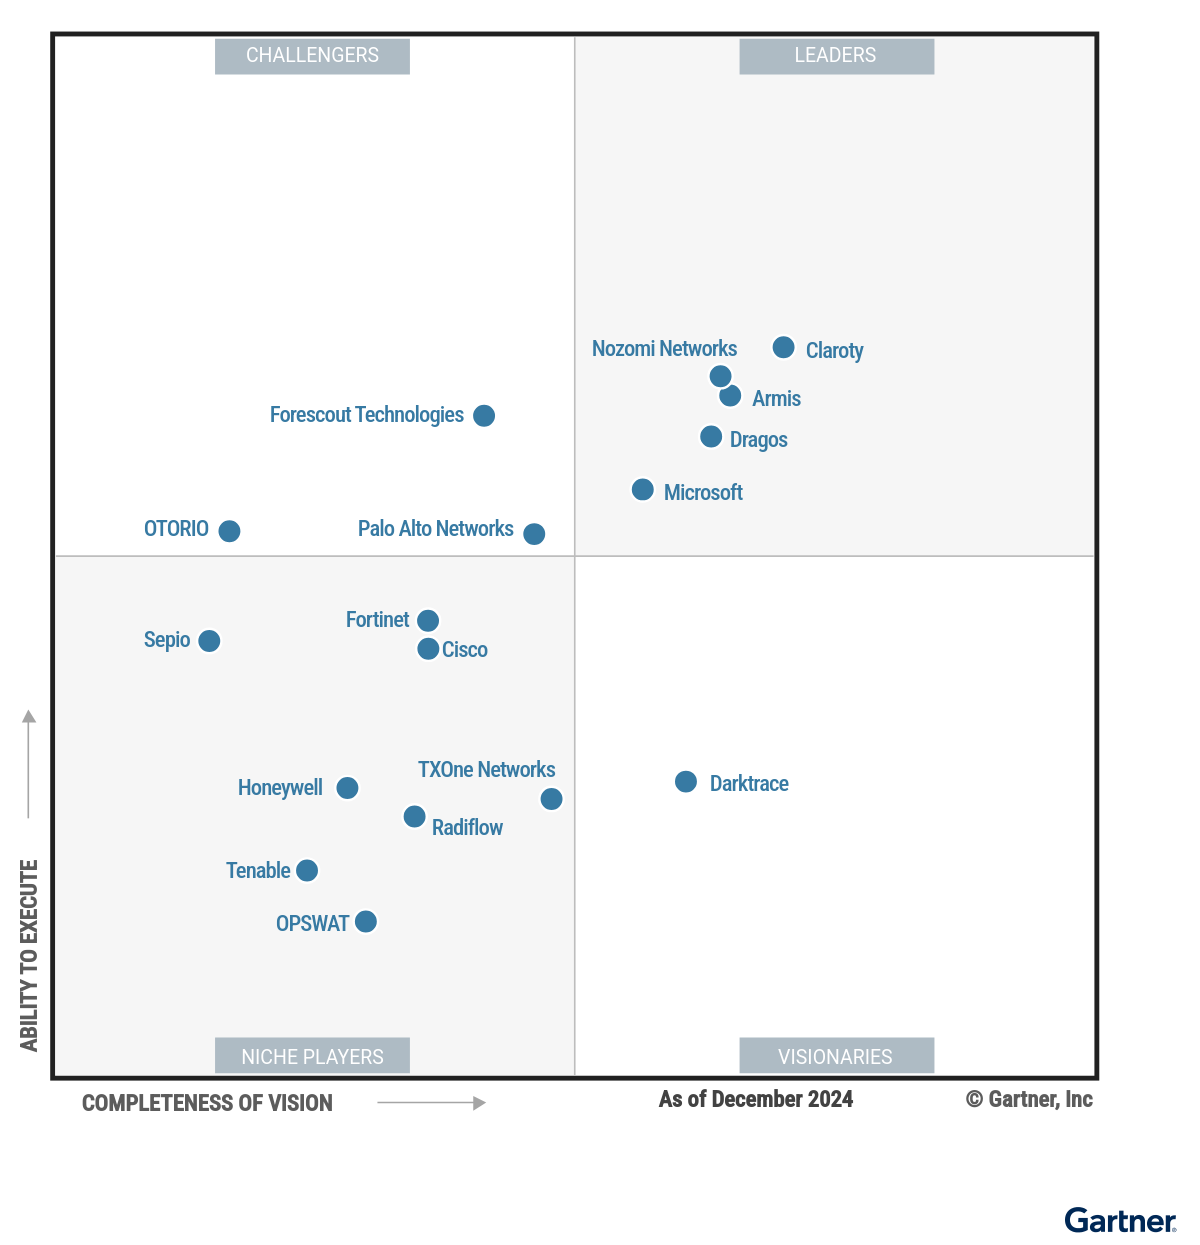 CHALLENGERS
LEADERS
Nozomi Networks
Claroty
Armis
Forescout Technologies
Dragos
Microsoft
OTORIO
Palo Alto Networks
Fortinet
Sepio
Cisco
TXOne Networks
Honeywell
Darktrace
Radiflow
Tenable
OPSWAT
ABILITY TO EXECUTE
NICHE PLAYERS
VISIONARIES
COMPLETENESS OF VISION
As of December 2024
© Gartner, Inc
Gartner®